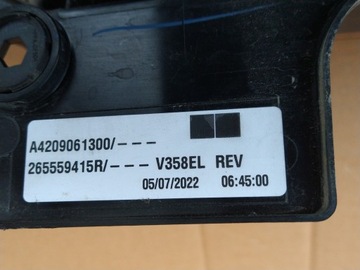 A4209061300/---
265559415R/--- V358EL REV
05/07/2022 06:45:00